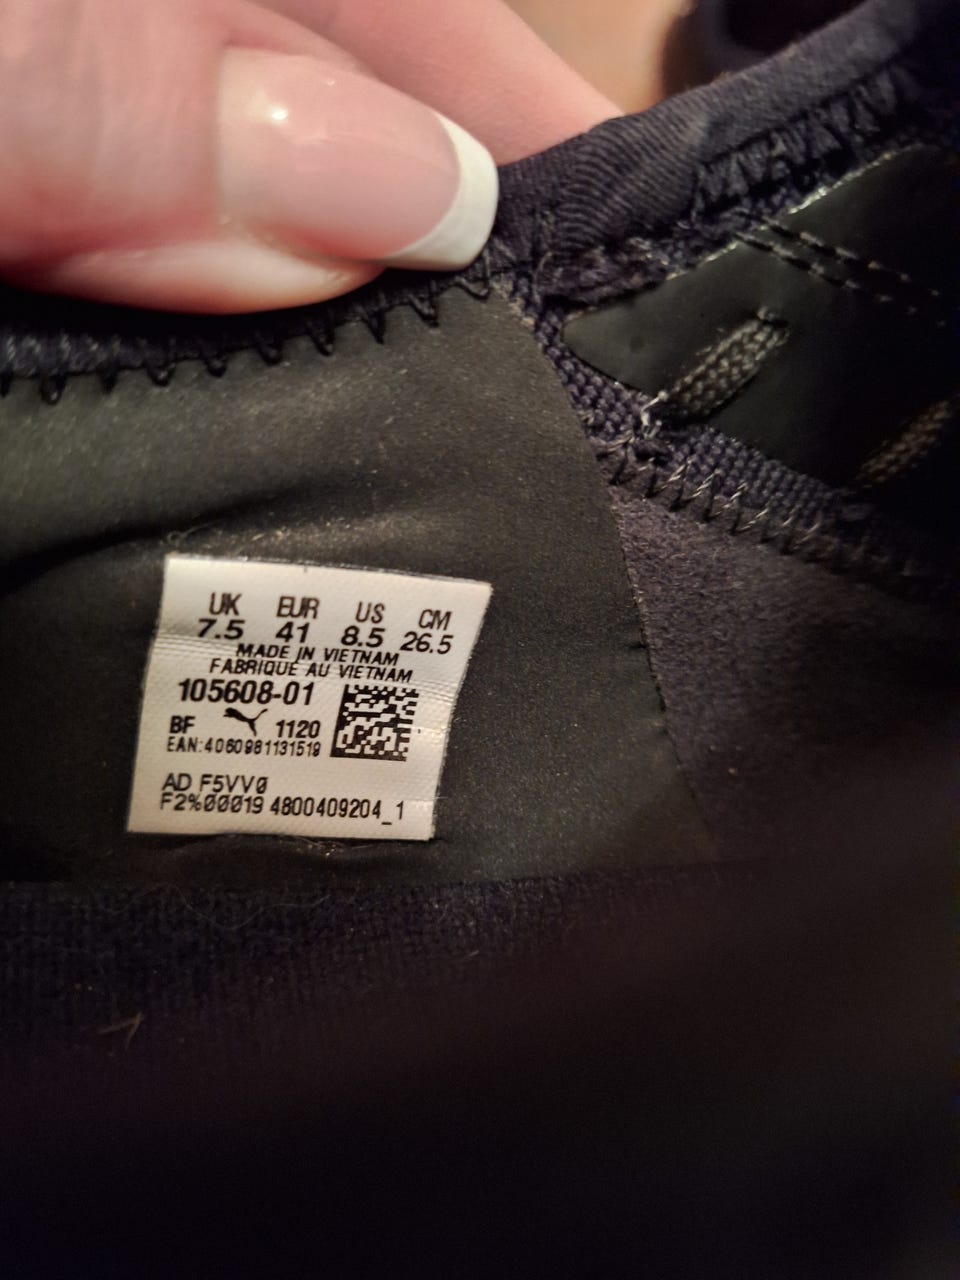 UK EUR US CM
7.5 41 8.5 26.5
MADE IN VIETNAM
FABRIQUE AU VIETNAM
105608-01
BF 1120
EAN:4060981131519
AD F5VV0
F2%00019 4800409204_1